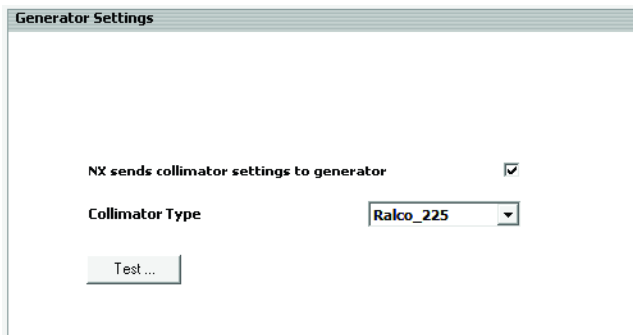 Generator Settings
NX sends collimator settings to generator
Collimator Type Ralco_225
Test ...